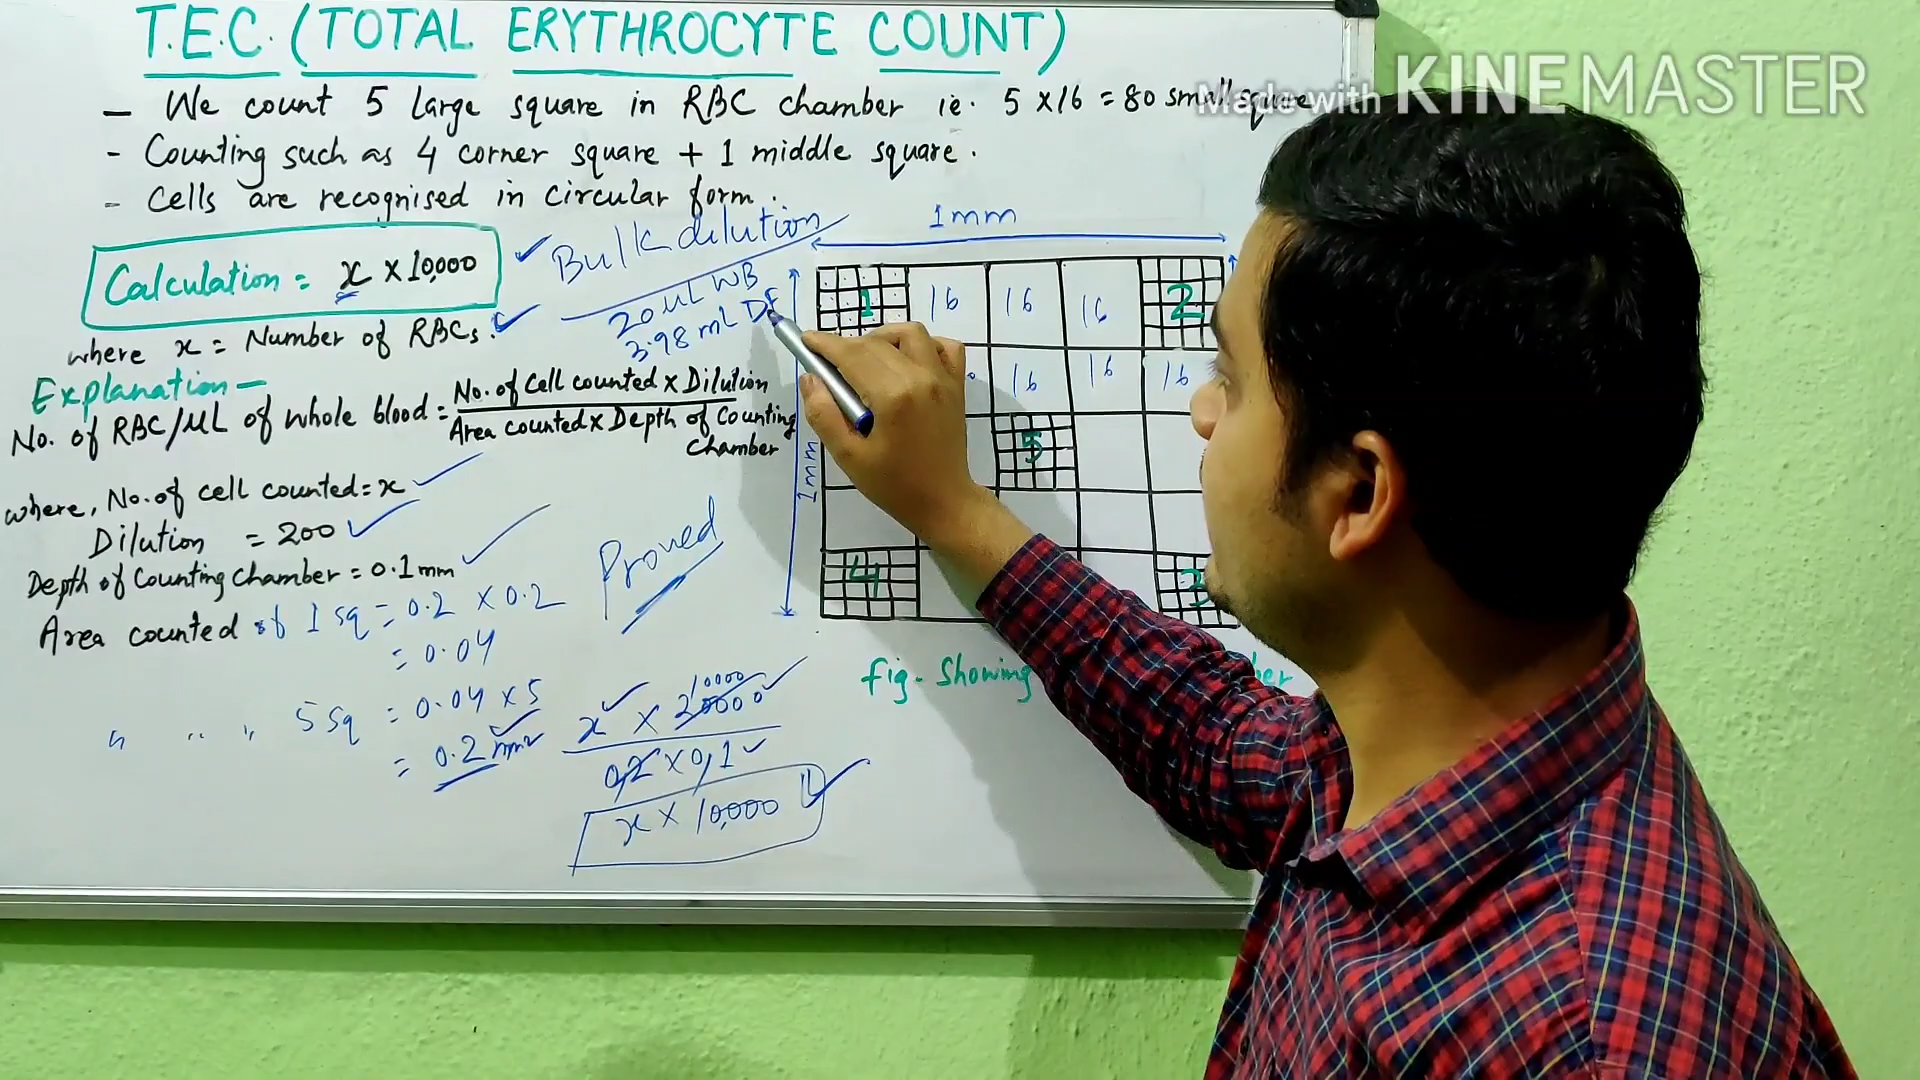 T.E.C. (TOTAL ERYTHROCYTE COUNT)
Made with KINEMASTER
– We count 5 large square in RBC chamber ie. 5 × 16 = 80 small square
- Counting such as 4 corner square + 1 middle square.
- Cells are recognised in circular form.
Calculation = x × 10,000
where x = Number of RBCs.
Bulk dilution
20 µL WB
3.98 mL DF
Explanation –
No. of RBC/µL of whole blood = No. of Cell counted × Dilution
Area counted × Depth of Counting
Chamber
where, No. of cell counted = x
Dilution = 200
Depth of Counting Chamber = 0.1 mm
Area counted of 1 sq = 0.2 × 0.2
= 0.04
" " " 5 sq = 0.04 × 5
= 0.2 mm²
Proved
10000
x × 20000
0.2 × 0.1
x × 10,000
1mm
1 16 16 16 2
16 16 16
1mm
5
4 3
fig. Showing